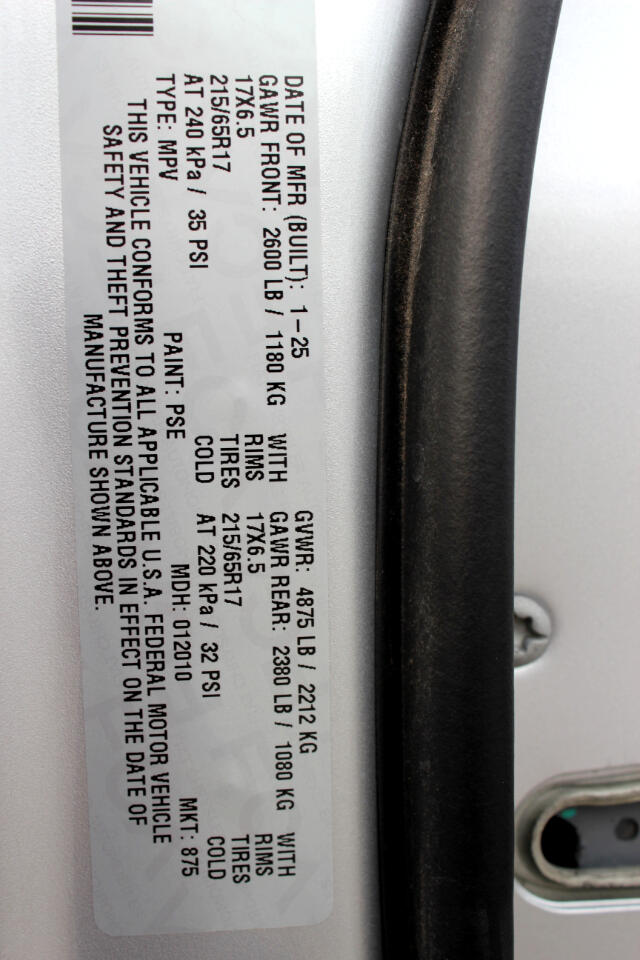 DATE OF MFR (BUILT): 1-25 GVWR: 4875 LB / 2212 KG
GAWR FRONT: 2600 LB / 1180 KG WITH GAWR REAR: 2380 LB / 1080 KG WITH
17X6.5 RIMS 17X6.5 RIMS
215/65R17 TIRES 215/65R17 TIRES
AT 240 kPa / 35 PSI COLD AT 220 kPa / 32 PSI COLD
TYPE: MPV PAINT: PSE MDH: 012010 MKT: 875
THIS VEHICLE CONFORMS TO ALL APPLICABLE U.S.A. FEDERAL MOTOR VEHICLE
SAFETY AND THEFT PREVENTION STANDARDS IN EFFECT ON THE DATE OF
MANUFACTURE SHOWN ABOVE.